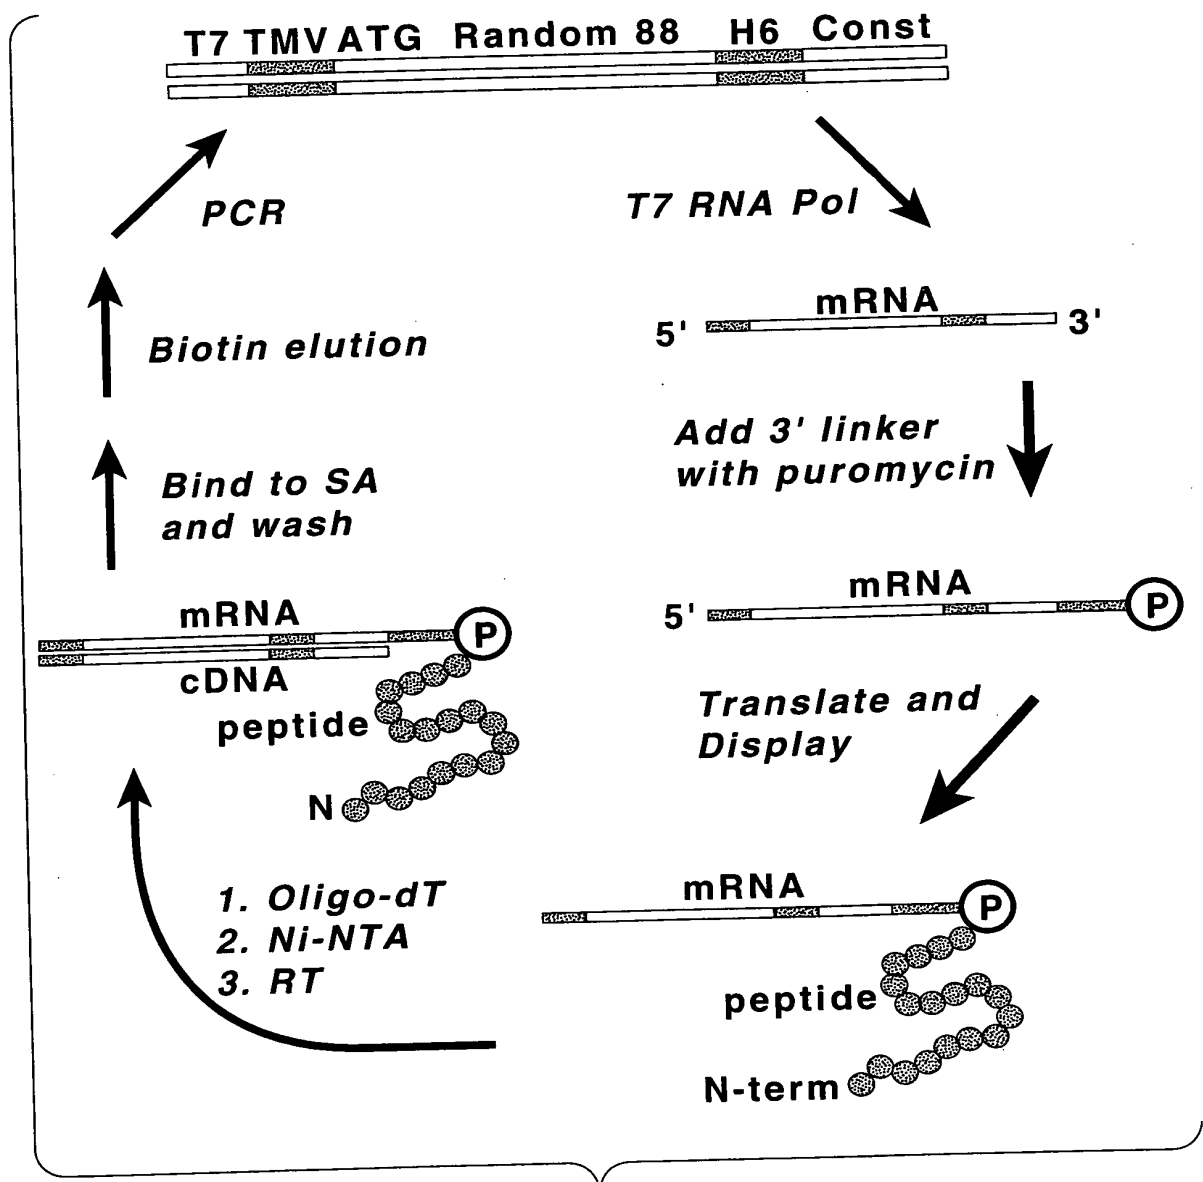 T7 TMV ATG Random 88 H6 Const
PCR
T7 RNA Pol
mRNA
5' 3'
Biotin elution
Add 3' linker
with puromycin
Bind to SA
and wash
mRNA
5' P
mRNA
P
cDNA
peptide
N
Translate and
Display
1. Oligo-dT
2. Ni-NTA
3. RT
mRNA
P
peptide
N-term